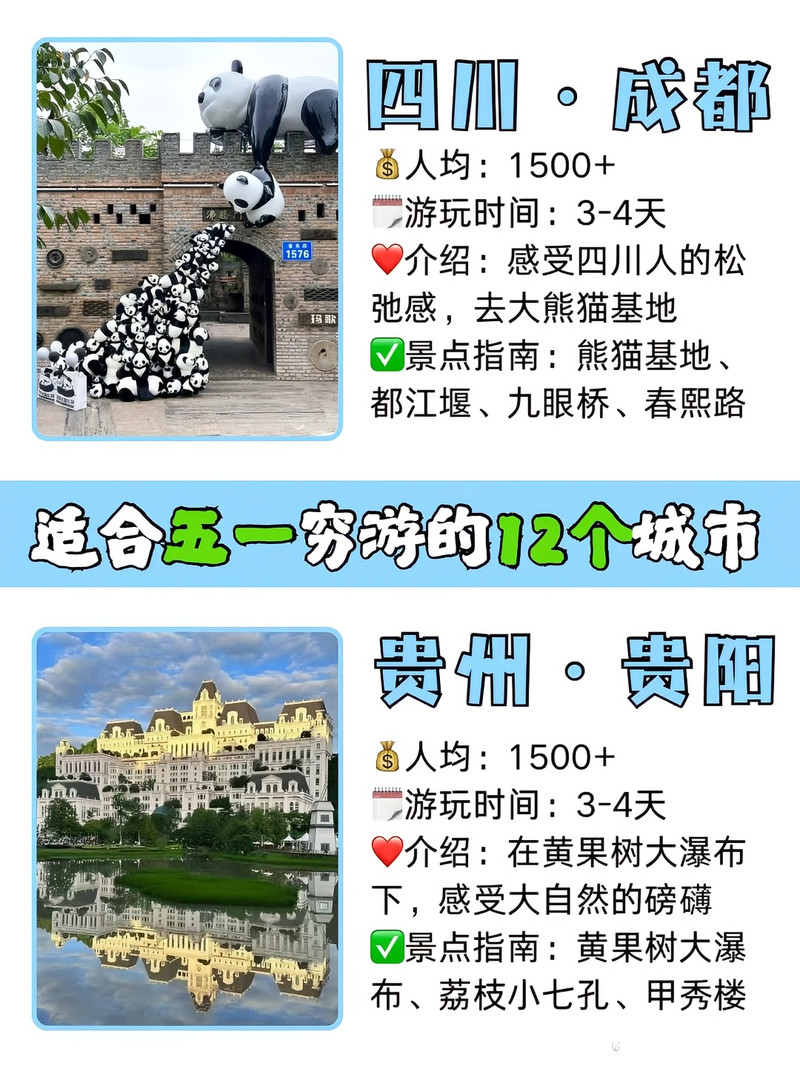 四川·成都
💰人均：1500+
🗓游玩时间：3-4天
❤️介绍：感受四川人的松
弛感，去大熊猫基地
✅景点指南：熊猫基地、
都江堰、九眼桥、春熙路
1576
玛歌
适合五一穷游的12个城市
贵州·贵阳
💰人均：1500+
🗓游玩时间：3-4天
❤️介绍：在黄果树大瀑布
下，感受大自然的磅礴
✅景点指南：黄果树大瀑
布、荔枝小七孔、甲秀楼